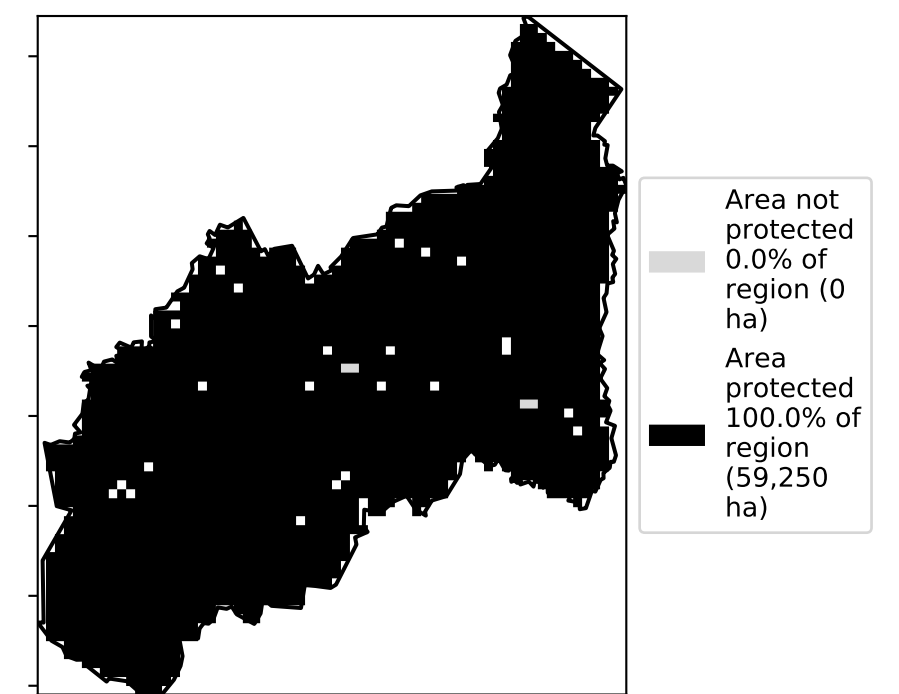 Area not
protected
0.0% of
region (0
ha)
Area
protected
100.0% of
region
(59,250
ha)